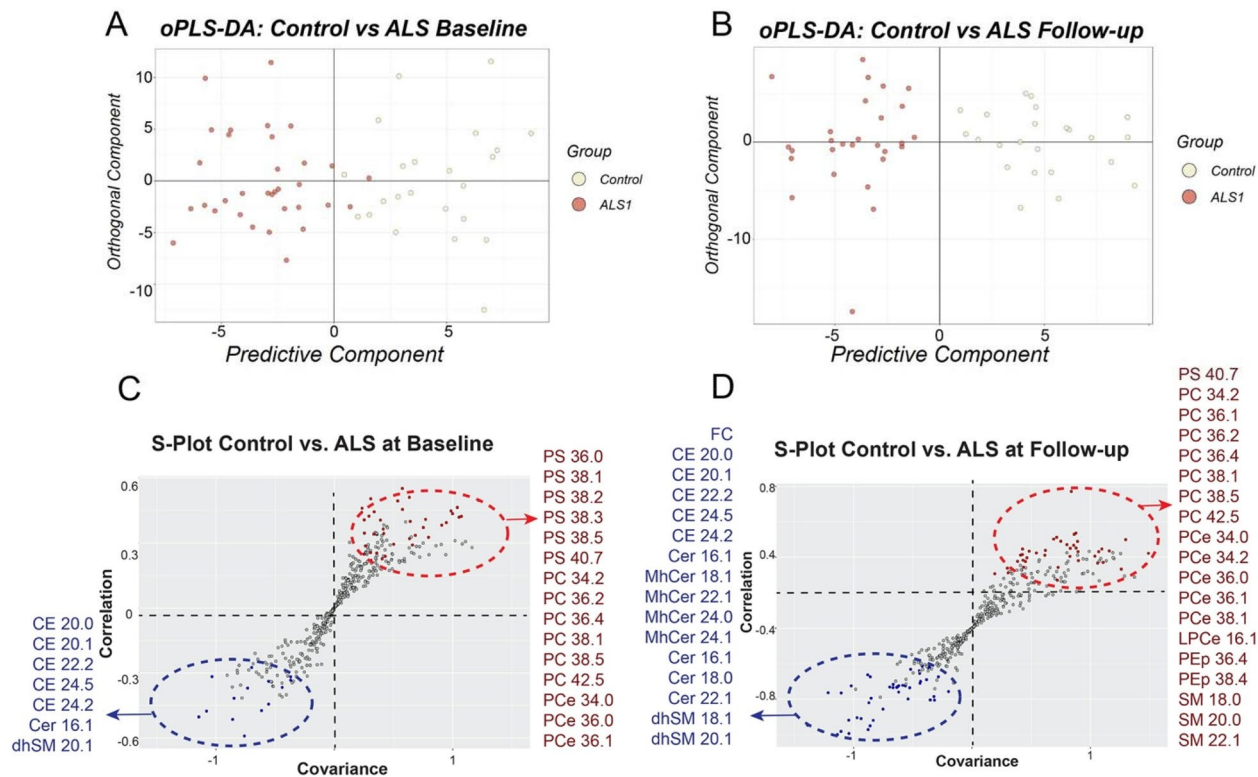 A
oPLS-DA: Control vs ALS Baseline
Orthogonal Component
10
5
0
-5
-10
-5
0
5
Predictive Component
Group
Control
ALS1
B
oPLS-DA: Control vs ALS Follow-up
Orthogonal Component
0
-10
-5
0
5
Predictive Component
Group
Control
ALS1
C
S-Plot Control vs. ALS at Baseline
Correlation
0.6
0.3
0
-0.3
-0.6
-1
1
Covariance
CE 20.0
CE 20.1
CE 22.2
CE 24.5
CE 24.2
Cer 16.1
dhSM 20.1
PS 36.0
PS 38.1
PS 38.2
PS 38.3
PS 38.5
PS 40.7
PC 34.2
PC 36.2
PC 36.4
PC 38.1
PC 38.5
PC 42.5
PCe 34.0
PCe 36.0
PCe 36.1
D
S-Plot Control vs. ALS at Follow-up
Correlation
0.8
0.4
-0.4
-0.8
-1
1
Covariance
FC
CE 20.0
CE 20.1
CE 22.2
CE 24.5
CE 24.2
Cer 16.1
MhCer 18.1
MhCer 22.1
MhCer 24.0
MhCer 24.1
Cer 16.1
Cer 18.0
Cer 22.1
dhSM 18.1
dhSM 20.1
PS 40.7
PC 34.2
PC 36.1
PC 36.2
PC 36.4
PC 38.1
PC 38.5
PC 42.5
PCe 34.0
PCe 34.2
PCe 36.0
PCe 36.1
PCe 38.1
LPCe 16.1
PEp 36.4
PEp 38.4
SM 18.0
SM 20.0
SM 22.1